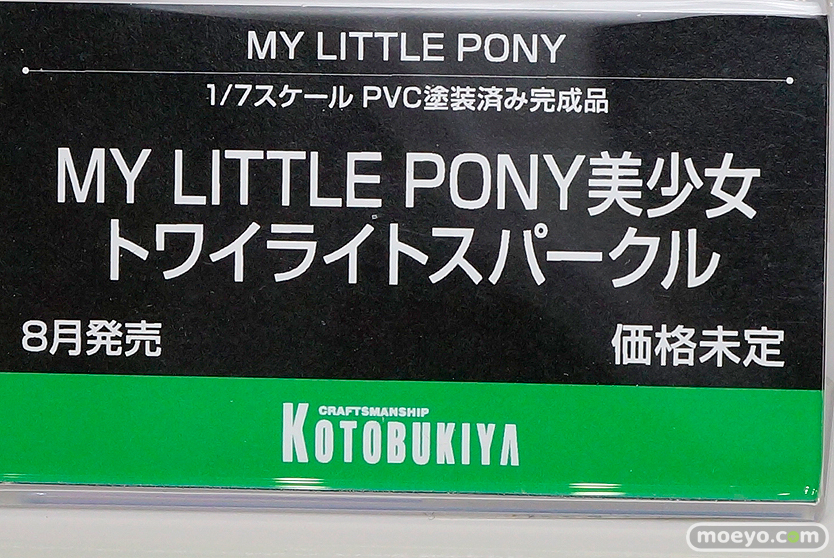 MY LITTLE PONY
1/7スケール PVC塗装済み完成品
MY LITTLE PONY美少女
トワイライトスパークル
8月発売
価格未定
CRAFTSMANSHIP
KOTOBUKIYA
moeyo.com